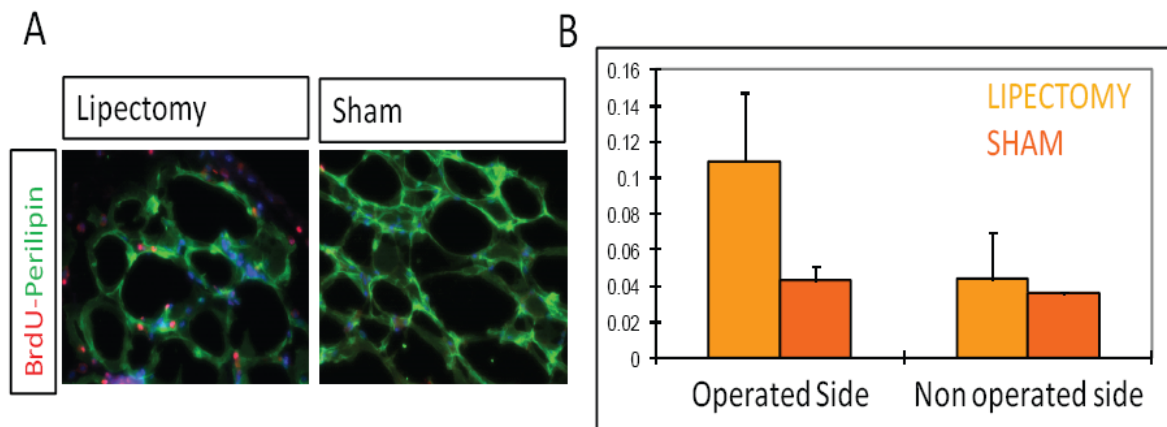 A
B
Lipectomy
Sham
BrdU-Perilipin
LIPECTOMY
SHAM
0.16
0.14
0.12
0.1
0.08
0.06
0.04
0.02
0
Operated Side
Non operated side